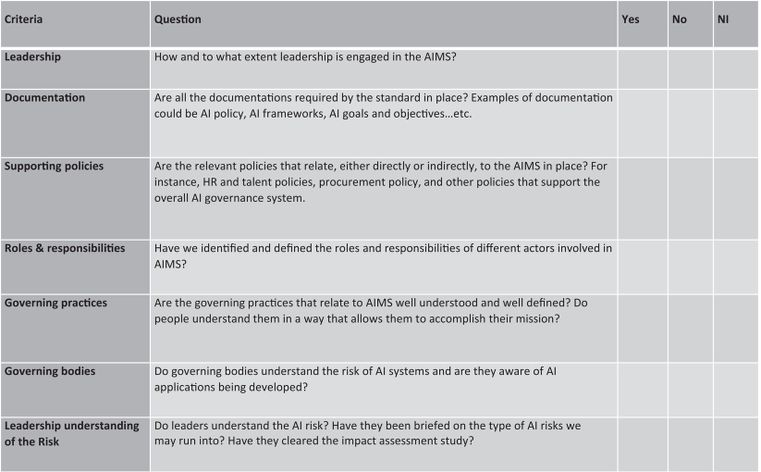 Criteria Question Yes No NI
Leadership How and to what extent leadership is engaged in the AIMS?
Documentation Are all the documentations required by the standard in place? Examples of documentation
could be AI policy, AI frameworks, AI goals and objectives…etc.
Supporting policies Are the relevant policies that relate, either directly or indirectly, to the AIMS in place? For
instance, HR and talent policies, procurement policy, and other policies that support the
overall AI governance system.
Roles & responsibilities Have we identified and defined the roles and responsibilities of different actors involved in
AIMS?
Governing practices Are the governing practices that relate to AIMS well understood and well defined? Do
people understand them in a way that allows them to accomplish their mission?
Governing bodies Do governing bodies understand the risk of AI systems and are they aware of AI
applications being developed?
Leadership understanding Do leaders understand the AI risk? Have they been briefed on the type of AI risks we
of the Risk may run into? Have they cleared the impact assessment study?